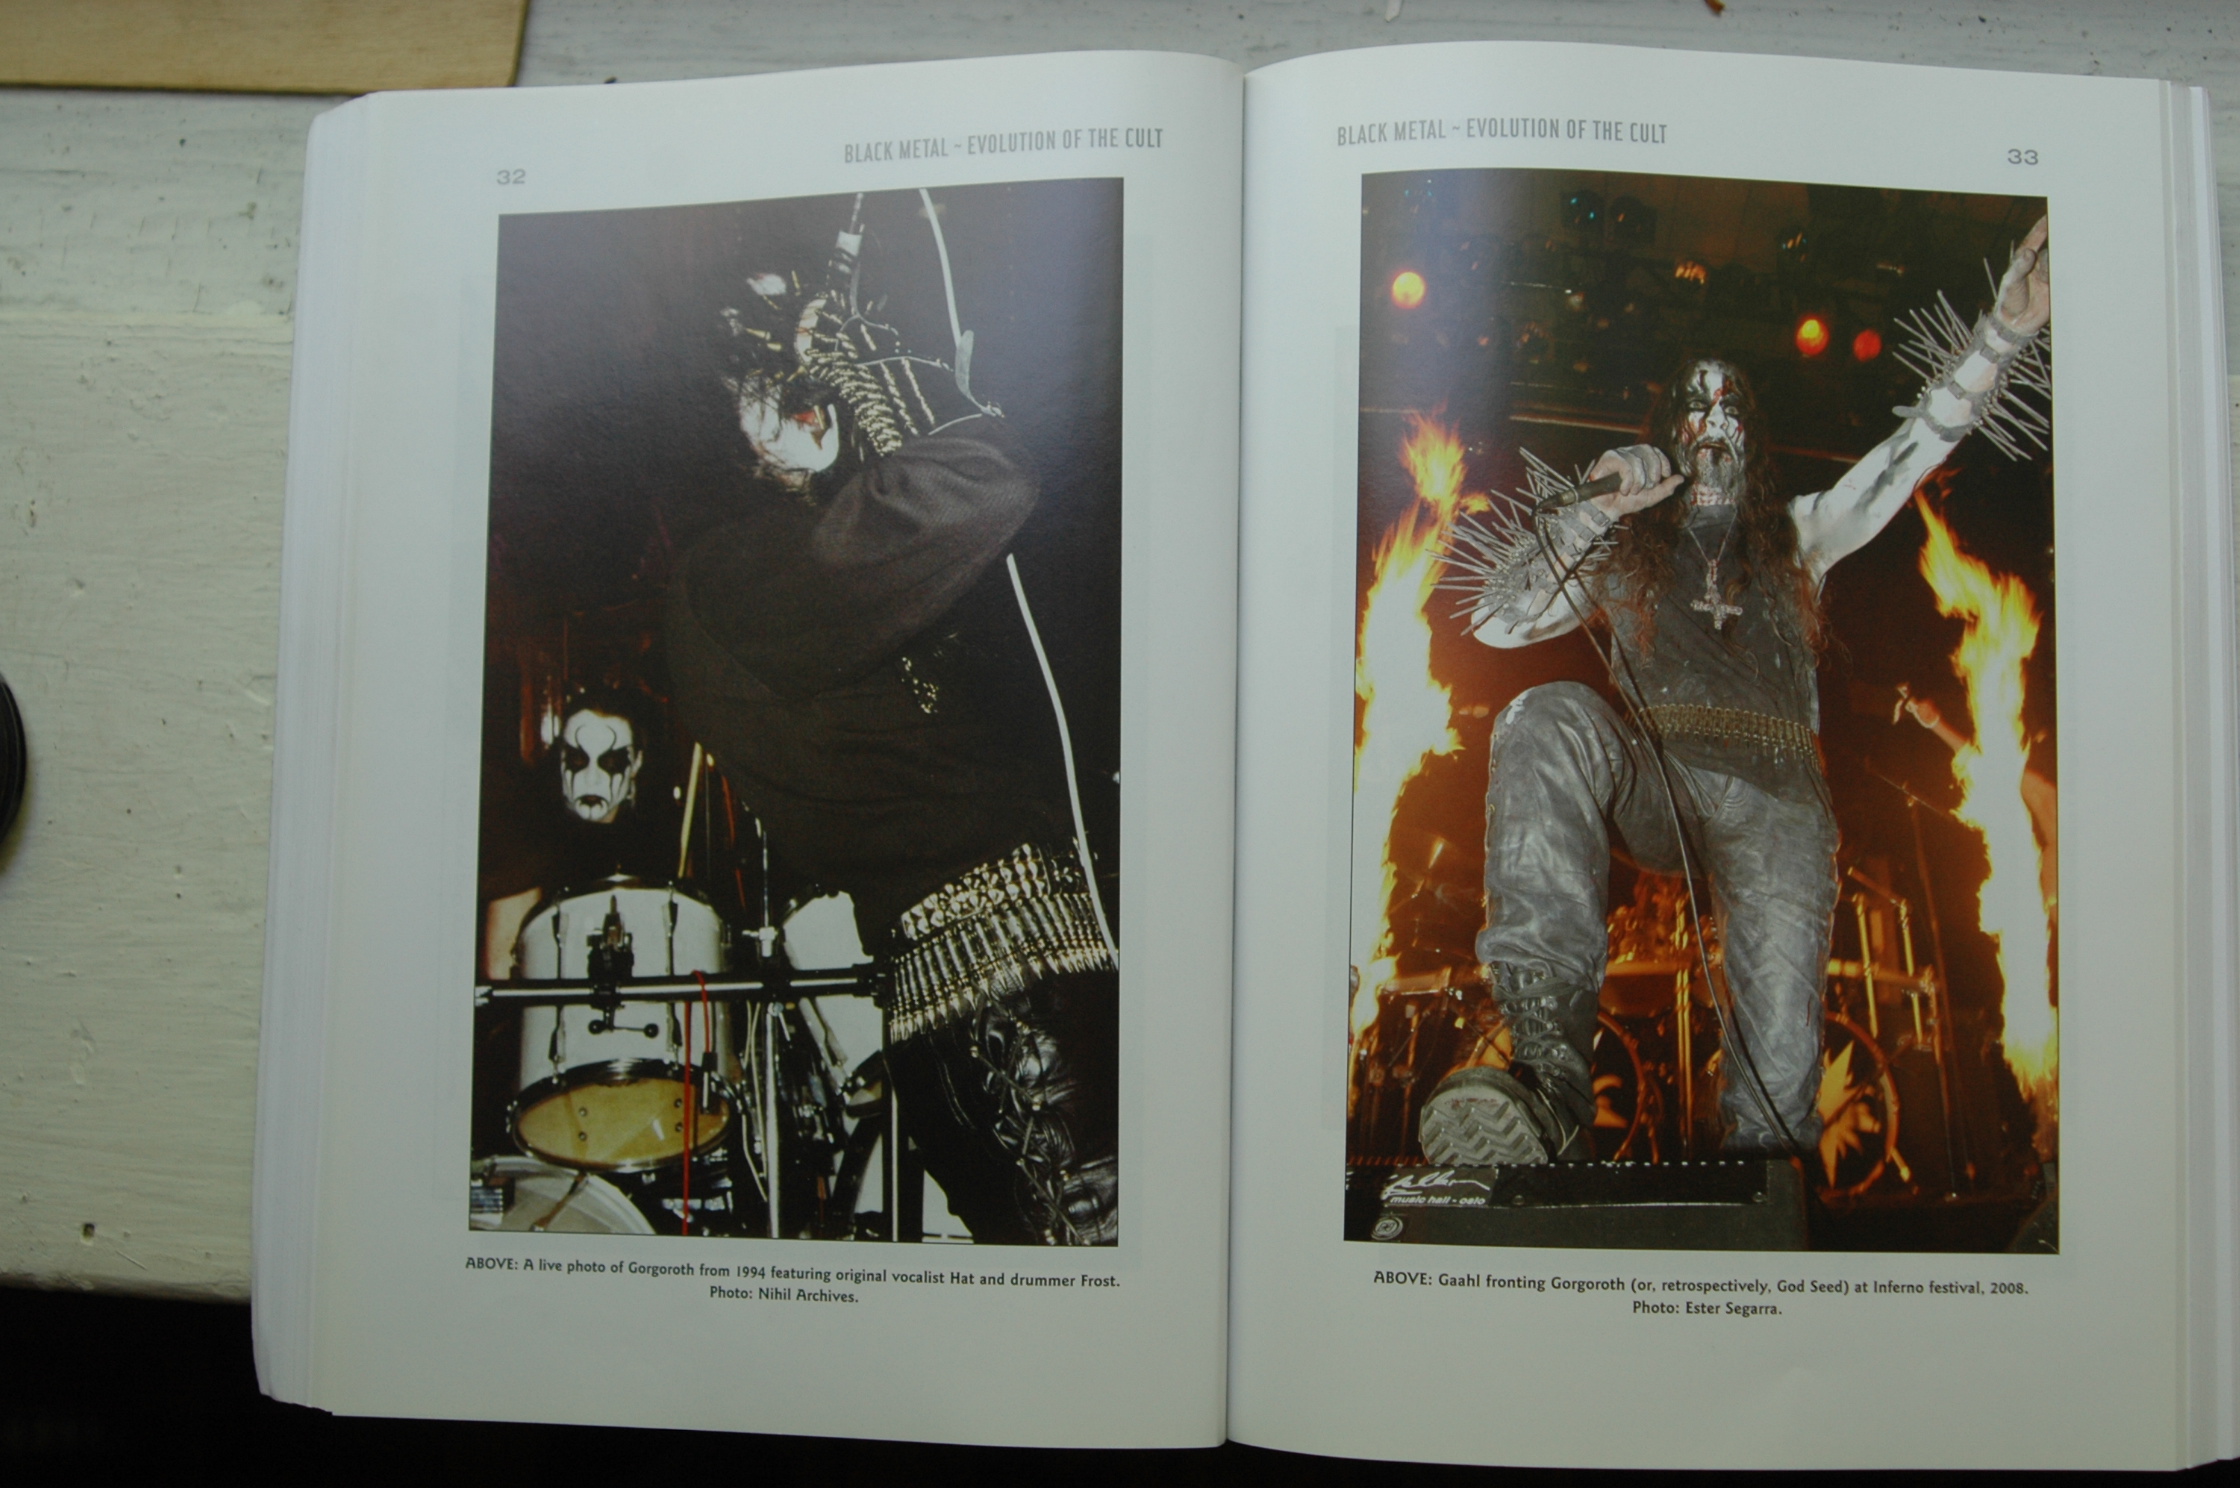 BLACK METAL ~ EVOLUTION OF THE CULT
32
ABOVE: A live photo of Gorgoroth from 1994 featuring original vocalist Hat and drummer Frost.
Photo: Nihil Archives.
BLACK METAL ~ EVOLUTION OF THE CULT
33
music hall - oslo
ABOVE: Gaahl fronting Gorgoroth (or, retrospectively, God Seed) at Inferno festival, 2008.
Photo: Ester Segarra.